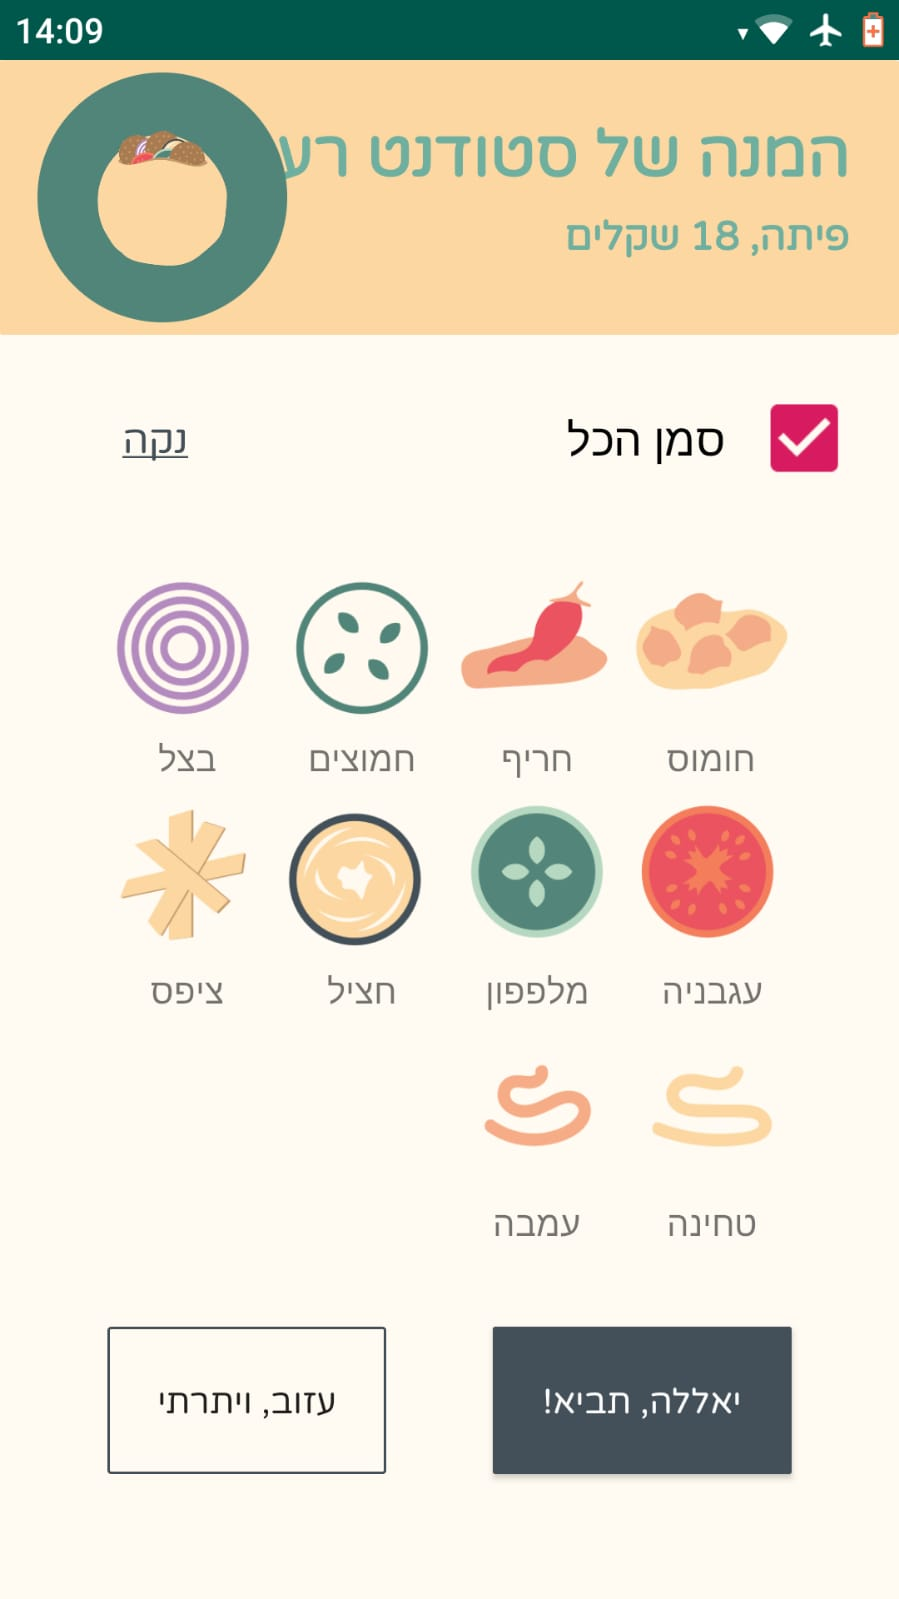 14:09
המנה של סטודנט רע
פיתה, 18 שקלים
סמן הכל
נקה
חומוס
חריף
חמוצים
בצל
עגבניה
מלפפון
חציל
ציפס
טחינה
עמבה
יאללה, תביא!
עזוב, ויתרתי